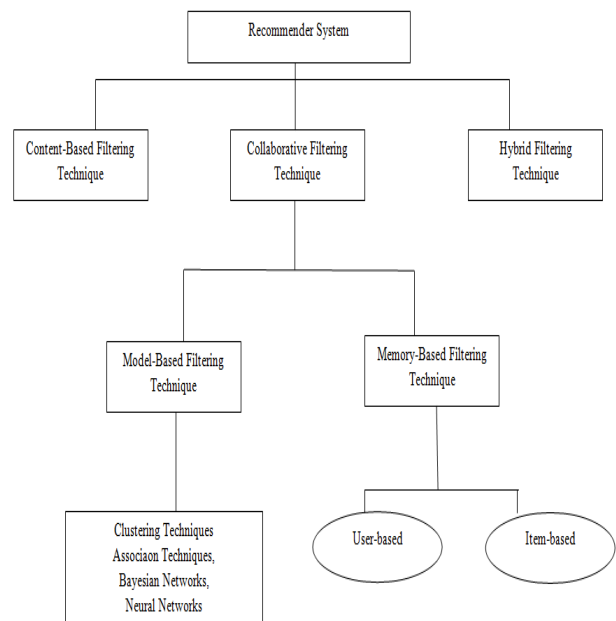 Recommender System
Content-Based Filtering
Technique
Collaborative Filtering
Technique
Hybrid Filtering
Technique
Model-Based Filtering
Technique
Memory-Based Filtering
Technique
Clustering Techniques
Associaon Techniques,
Bayesian Networks,
Neural Networks
User-based
Item-based